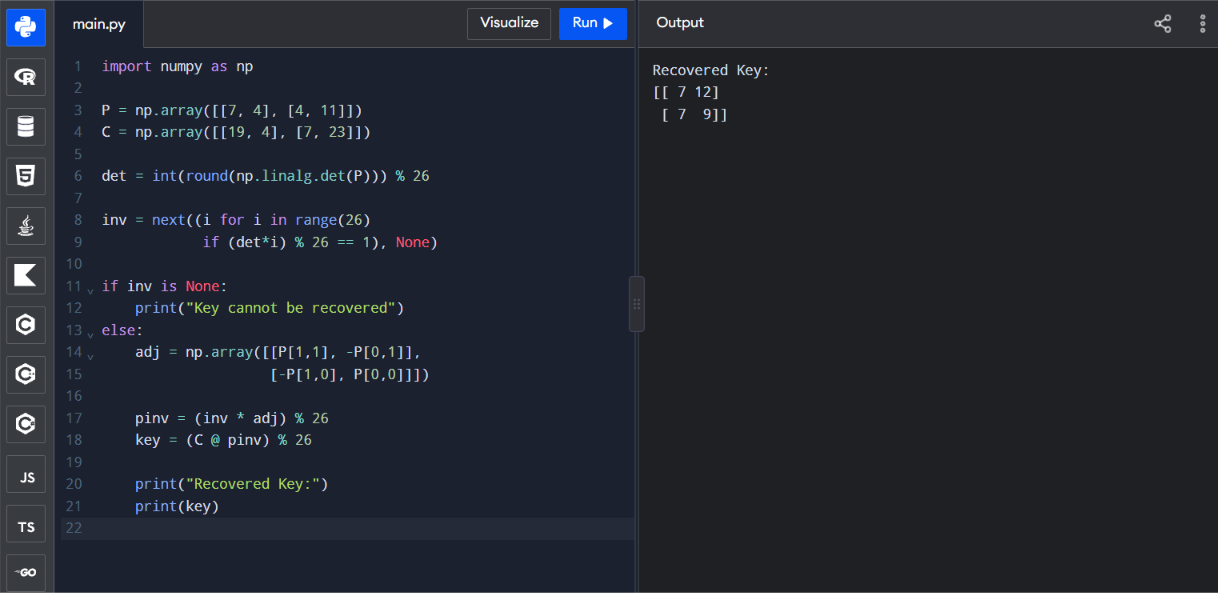 main.py
Visualize
Run
Output
1 import numpy as np
2
3 P = np.array([[7, 4], [4, 11]])
4 C = np.array([[19, 4], [7, 23]])
5
6 det = int(round(np.linalg.det(P))) % 26
7
8 inv = next((i for i in range(26)
9             if (det*i) % 26 == 1), None)
10
11 if inv is None:
12     print("Key cannot be recovered")
13 else:
14     adj = np.array([[P[1,1], -P[0,1]],
15                     [-P[1,0], P[0,0]]])
16
17     pinv = (inv * adj) % 26
18     key = (C @ pinv) % 26
19
20     print("Recovered Key:")
21     print(key)
22
Recovered Key:
[[ 7 12]
 [ 7  9]]
R
5
C
C
C
JS
TS
GO